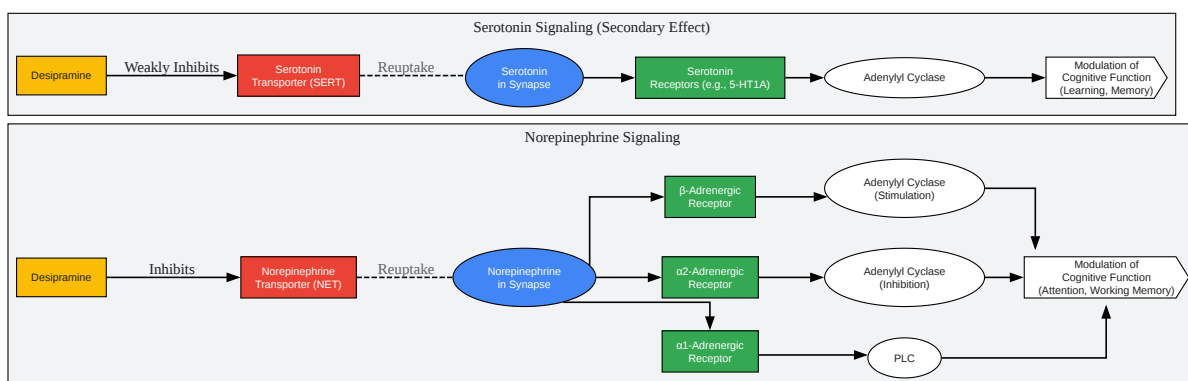 Serotonin Signaling (Secondary Effect)
Desipramine
Weakly Inhibits
Serotonin
Transporter (SERT)
Reuptake
Serotonin
in Synapse
Serotonin
Receptors (e.g., 5-HT1A)
Adenylyl Cyclase
Modulation of
Cognitive Function
(Learning, Memory)
Norepinephrine Signaling
β-Adrenergic
Receptor
Adenylyl Cyclase
(Stimulation)
Desipramine
Inhibits
Norepinephrine
Transporter (NET)
Reuptake
Norepinephrine
in Synapse
α2-Adrenergic
Receptor
Adenylyl Cyclase
(Inhibition)
Modulation of
Cognitive Function
(Attention, Working Memory)
α1-Adrenergic
Receptor
PLC